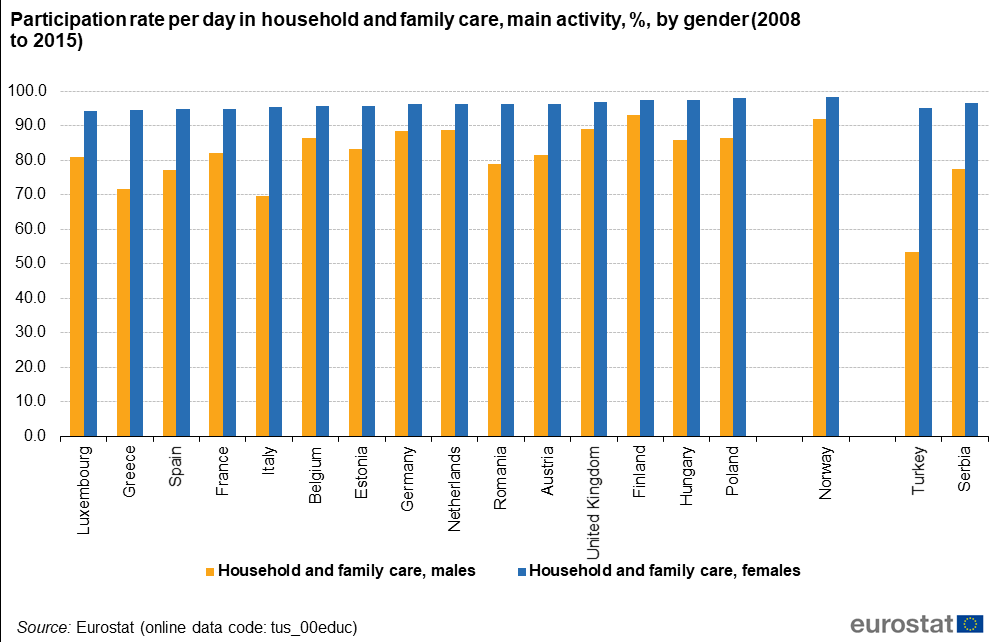 Participation rate per day in household and family care, main activity, %, by gender (2008
to 2015)
100.0
90.0
80.0
70.0
60.0
50.0
40.0
30.0
20.0
10.0
0.0
Luxembourg
Greece
Spain
France
Italy
Belgium
Estonia
Germany
Netherlands
Romania
Austria
United Kingdom
Finland
Hungary
Poland
Norway
Turkey
Serbia
Household and family care, males
Household and family care, females
Source: Eurostat (online data code: tus_00educ)
eurostat